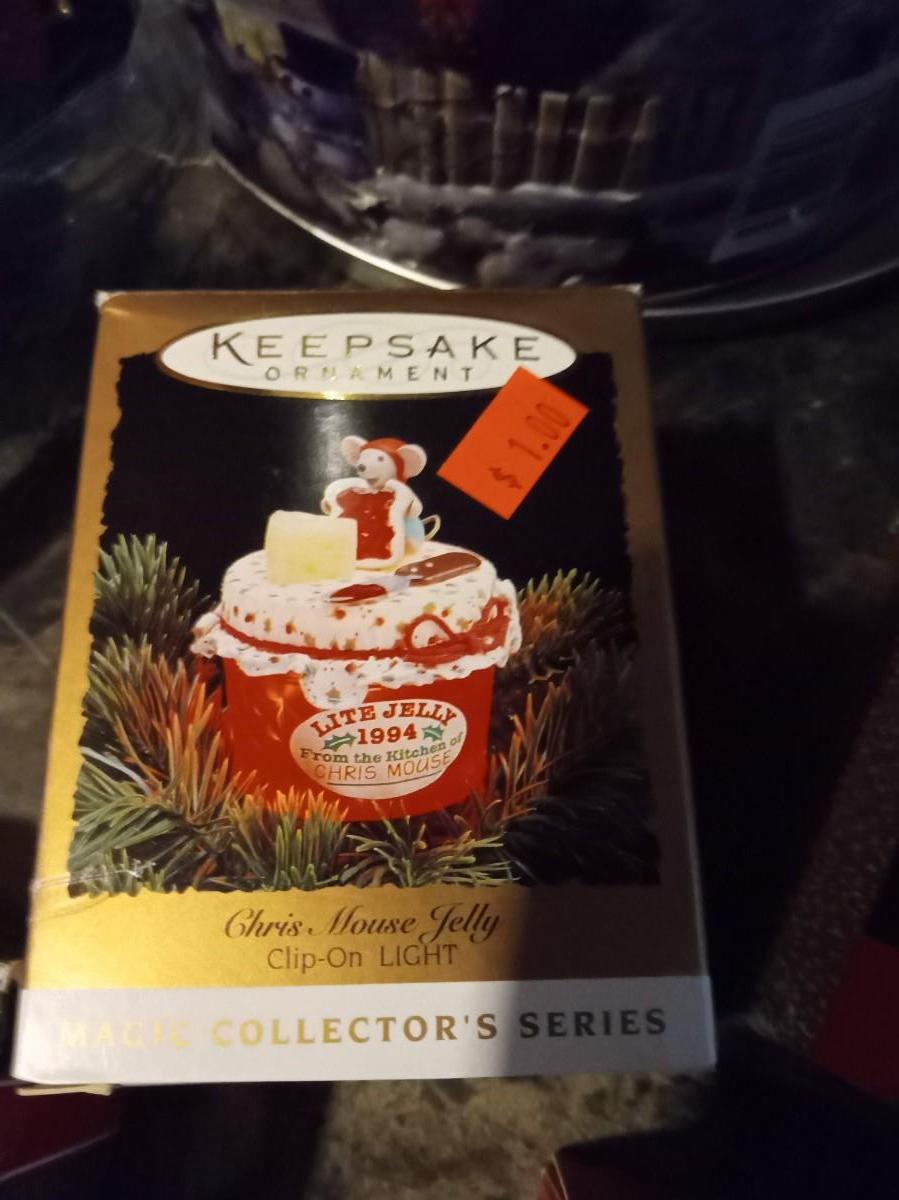 KEEPSAKE
ORNAMENT
$1.00
LITE JELLY
1994
From the Kitchen of
CHRIS MOUSE
Chris Mouse Jelly
Clip-On LIGHT
MAGIC COLLECTOR'S SERIES